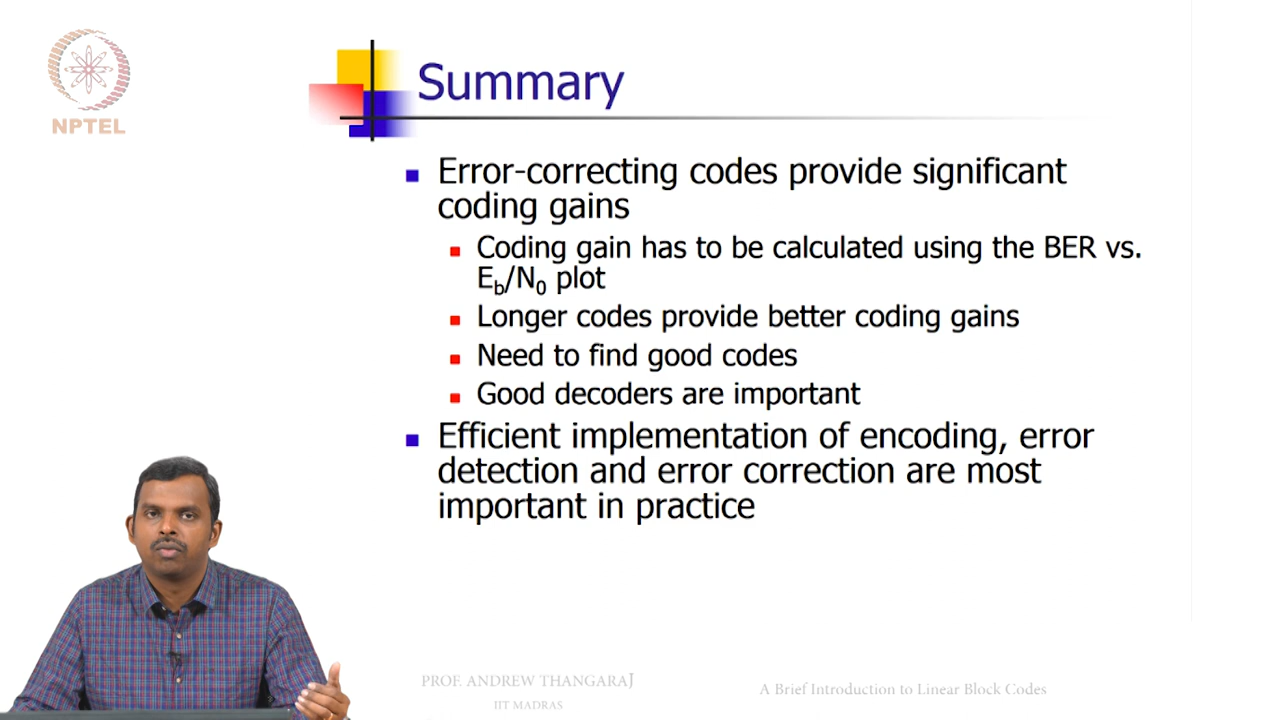 NPTEL
Summary
Error-correcting codes provide significant
coding gains
Coding gain has to be calculated using the BER vs.
Eb/N0 plot
Longer codes provide better coding gains
Need to find good codes
Good decoders are important
Efficient implementation of encoding, error
detection and error correction are most
important in practice
PROF. ANDREW THANGARAJ
IIT MADRAS
A Brief Introduction to Linear Block Codes